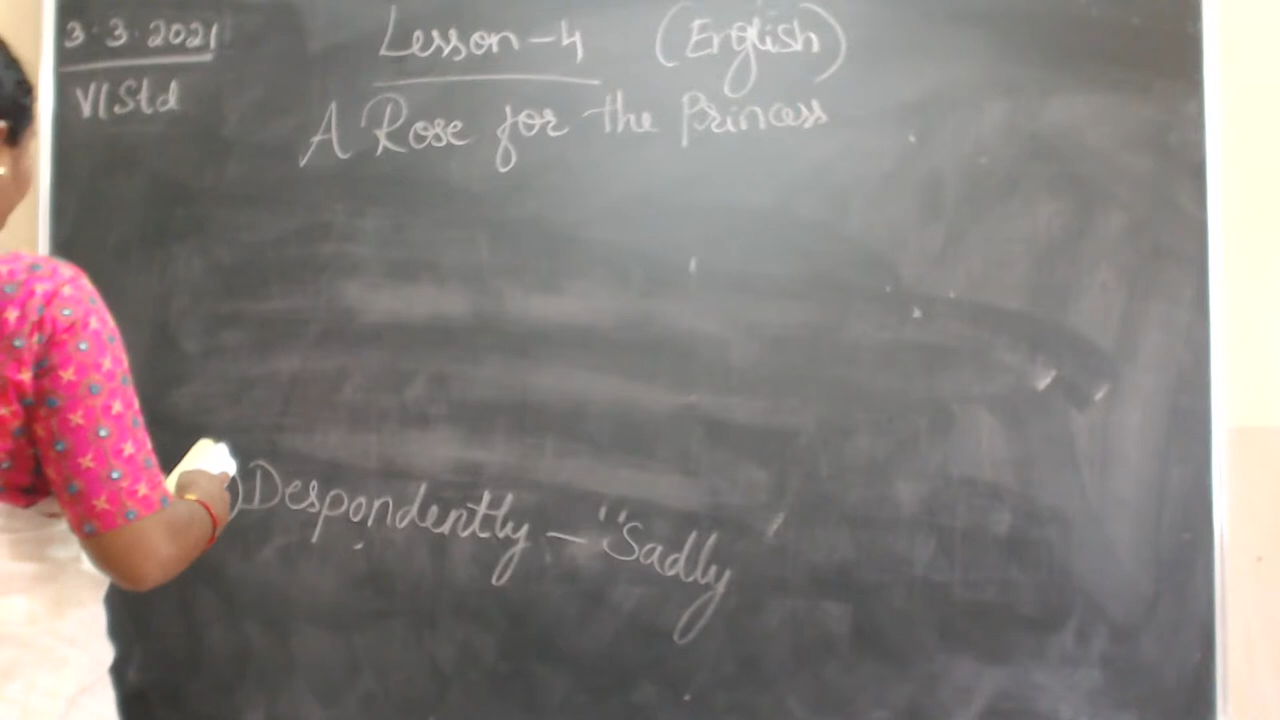 3.3.2021
VI Std
Lesson-4 (English)
A Rose for the Princess
) Despondently - "Sadly